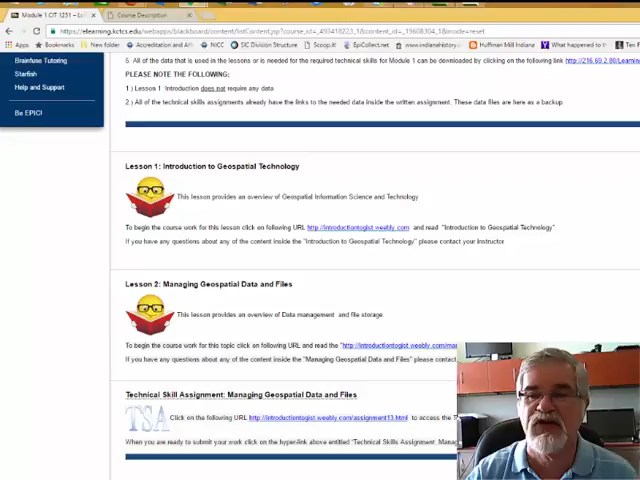 Module 1 CIT 1251 – Le
Course Description
https://elearning.kctcs.edu/webapps/blackboard/content/listContent.jsp?course_id=_493418223_1&content_id=_19608304_1&mode=reset
Apps
Bookmarks
New folder
Accreditation and Af
NICC
SIC Division Structure
Scoop.it!
EpiCollect.net
www.indianahistory
Huffman Mill Indiana
What happened to t
Ten F
Brainfuse Tutoring
Starfish
Help and Support
Be EPIC!
6. All of the data that is used in the lessons or is needed for the required technical skills for Module 1 can be downloaded by clicking on the following link http://216.69.2.80/Learnin
PLEASE NOTE THE FOLLOWING:
1.) Lesson 1: Introduction does not require any data
2.) All of the technical skills assignments already have the links to the needed data inside the written assignment. These data files are here as a backup.
Lesson 1: Introduction to Geospatial Technology
This lesson provides an overview of Geospatial Information Science and Technology
To begin the course work for this lesson click on following URL http://introductiontogist.weebly.com and read "Introduction to Geospatial Technology"
If you have any questions about any of the content inside the "Introduction to Geospatial Technology" please contact your Instructor
Lesson 2: Managing Geospatial Data and Files
This lesson provides an overview of Data management and file storage.
To begin the course work for this topic click on following URL and read the "http://introductiontogist.weebly.com/ma
If you have any questions about any of the content inside the "Managing Geospatial Data and Files" please contac
Technical Skill Assignment: Managing Geospatial Data and Files
TSA
Click on the following URL http://introductiontogist.weebly.com/assignment13.html to access the T
When you are ready to submit your work click on the hyper-link above entitled "Technical Skills Assignment: Manag